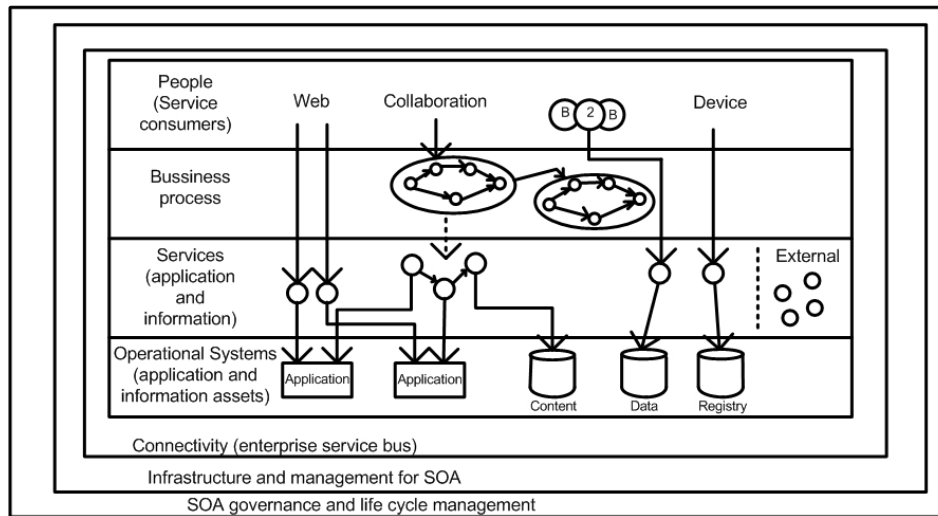 People
(Service
consumers)
Web
Collaboration
B 2 B
Device
Bussiness
process
Services
(application
and
information)
External
Operational Systems
(application and
information assets)
Application
Application
Content
Data
Registry
Connectivity (enterprise service bus)
Infrastructure and management for SOA
SOA governance and life cycle management